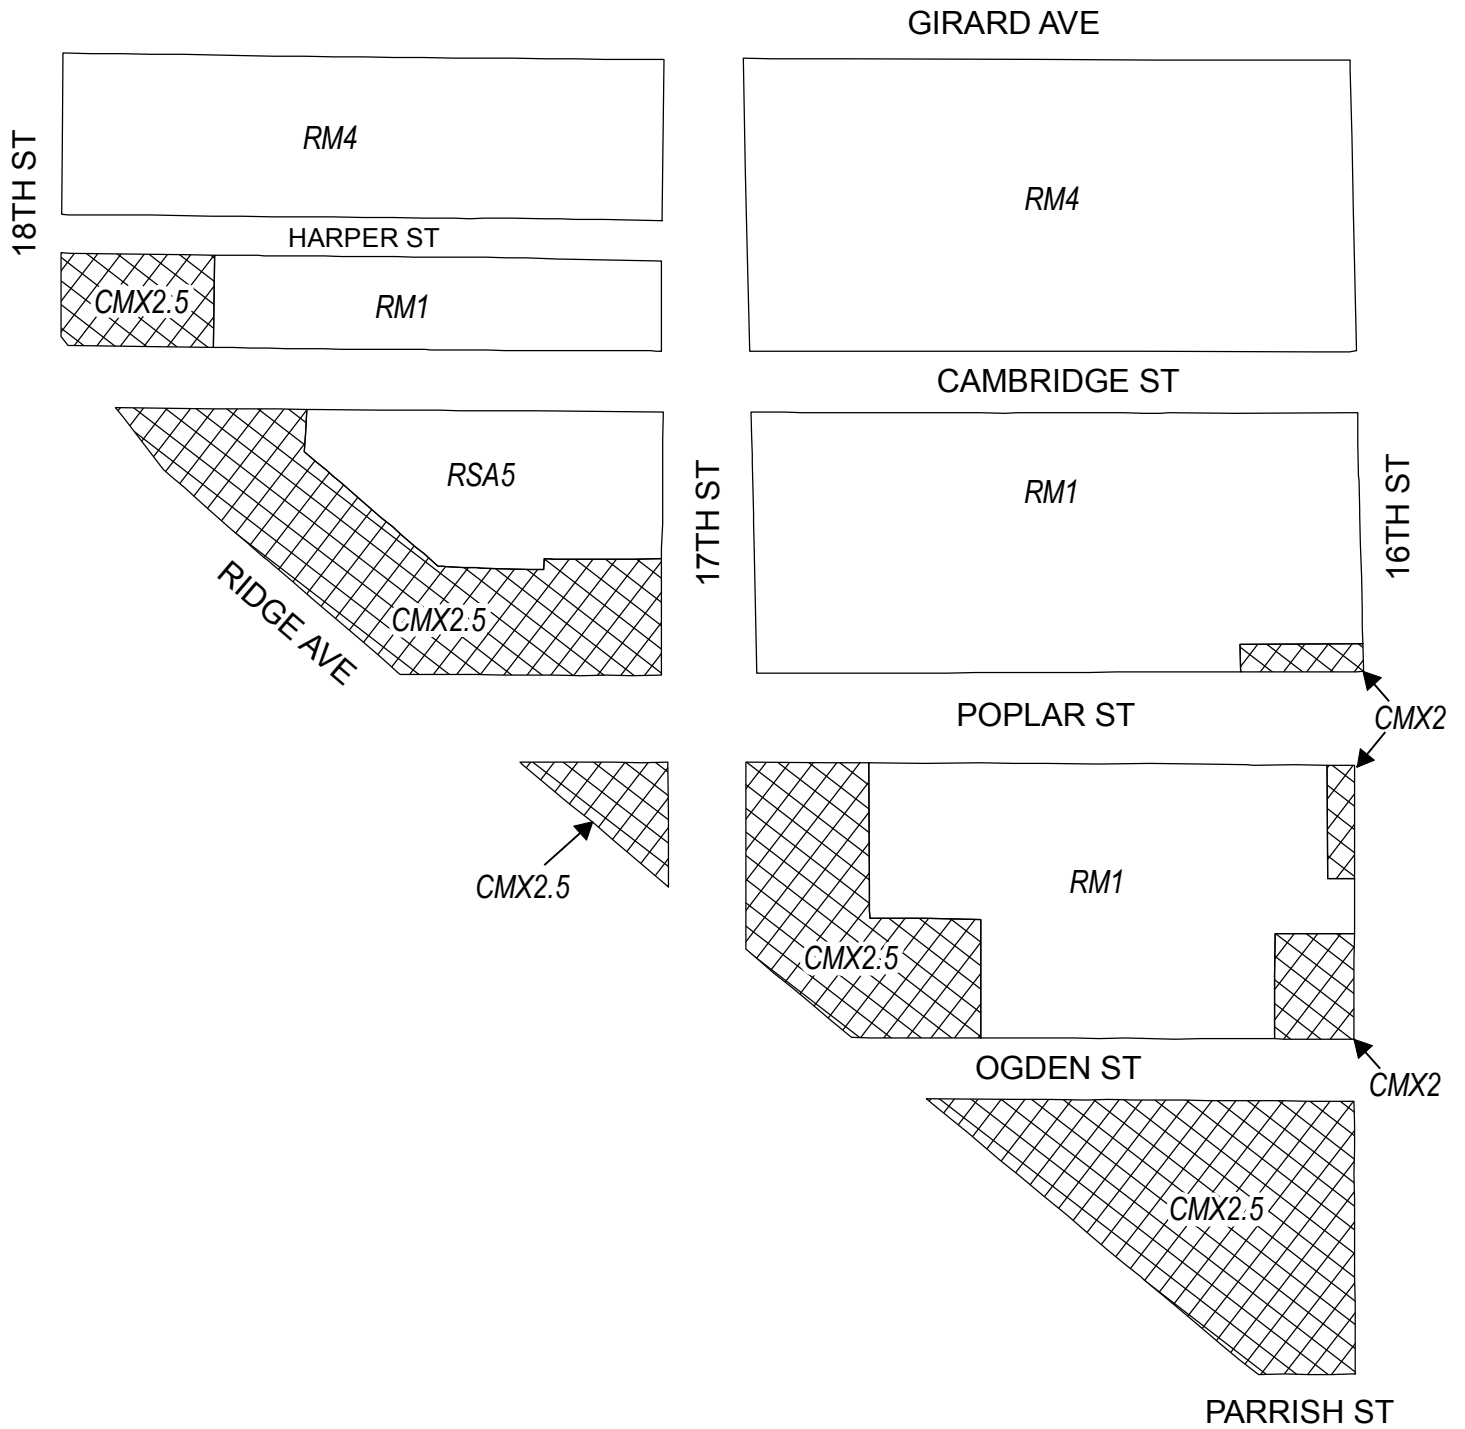 GIRARD AVE
RM4
18TH ST
RM4
HARPER ST
CMX2.5
RM1
CAMBRIDGE ST
RSA5
17TH ST
RM1
16TH ST
RIDGE AVE
CMX2.5
POPLAR ST
CMX2
CMX2.5
RM1
CMX2.5
OGDEN ST
CMX2
CMX2.5
PARRISH ST